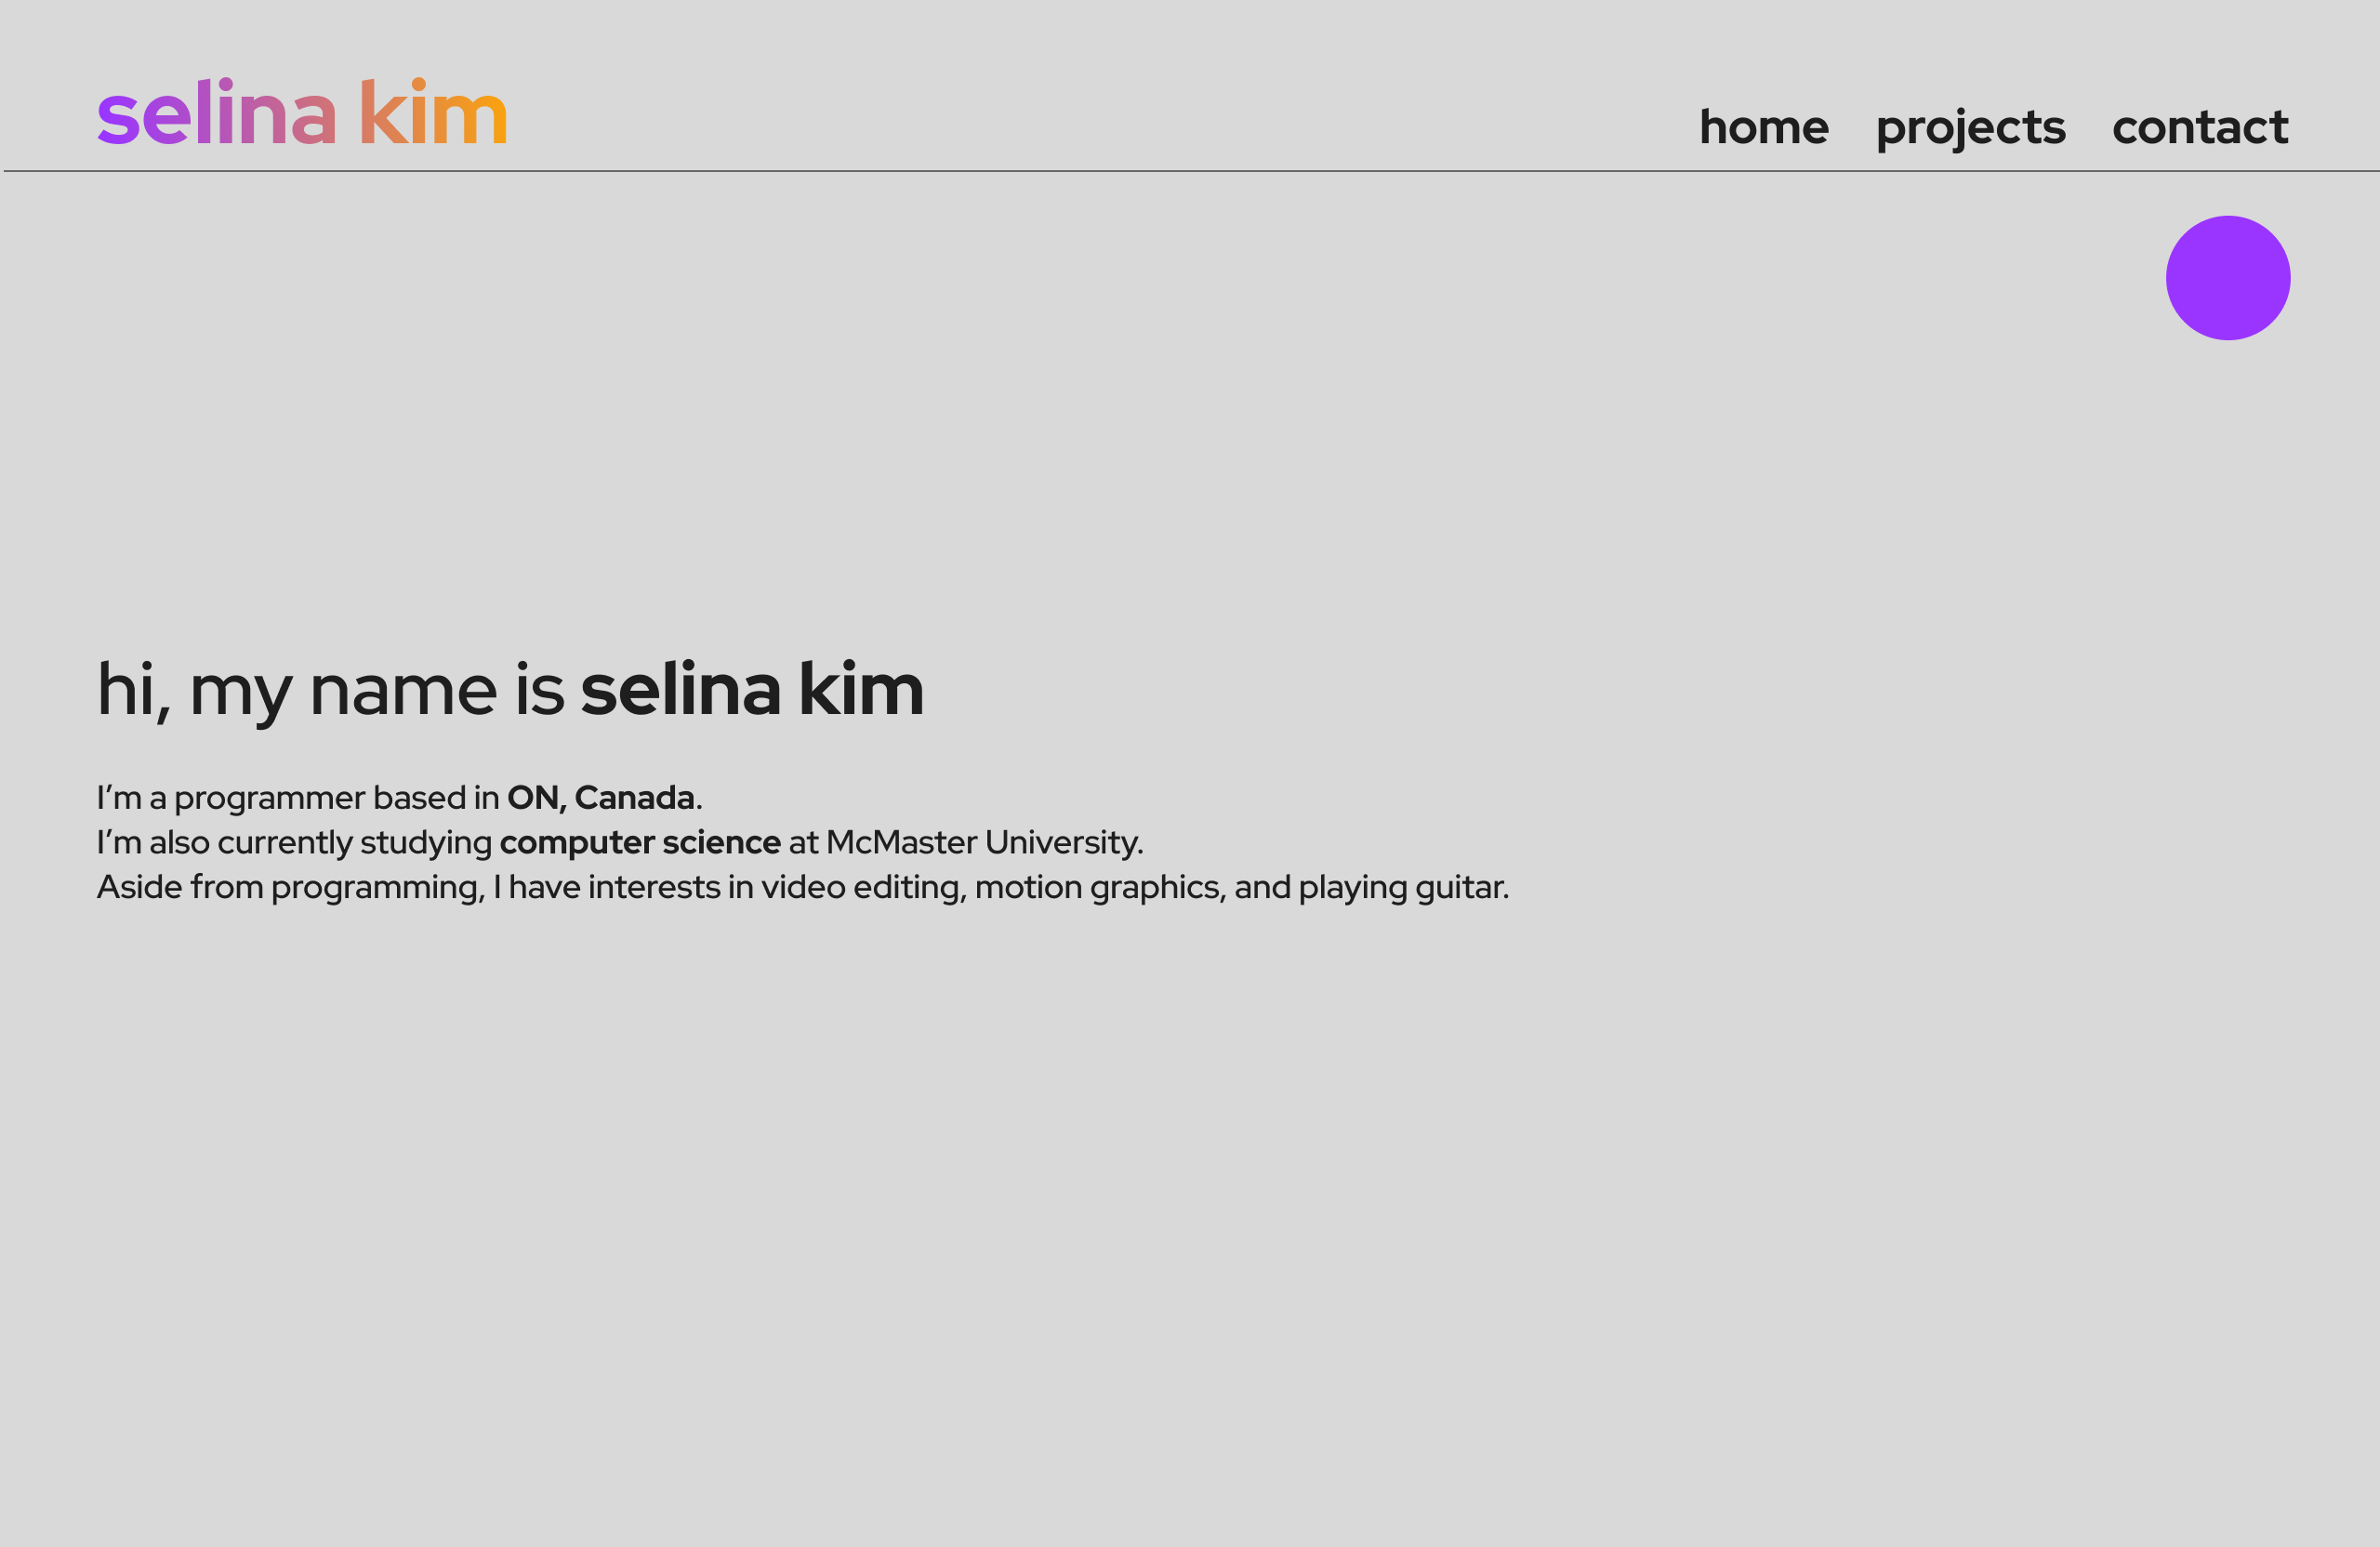 selina kim
home projects contact
hi, my name is selina kim
I’m a programmer based in ON, Canada.
I’m also currently studying computer science at McMaster University.
Aside from programming, I have interests in video editing, motion graphics, and playing guitar.